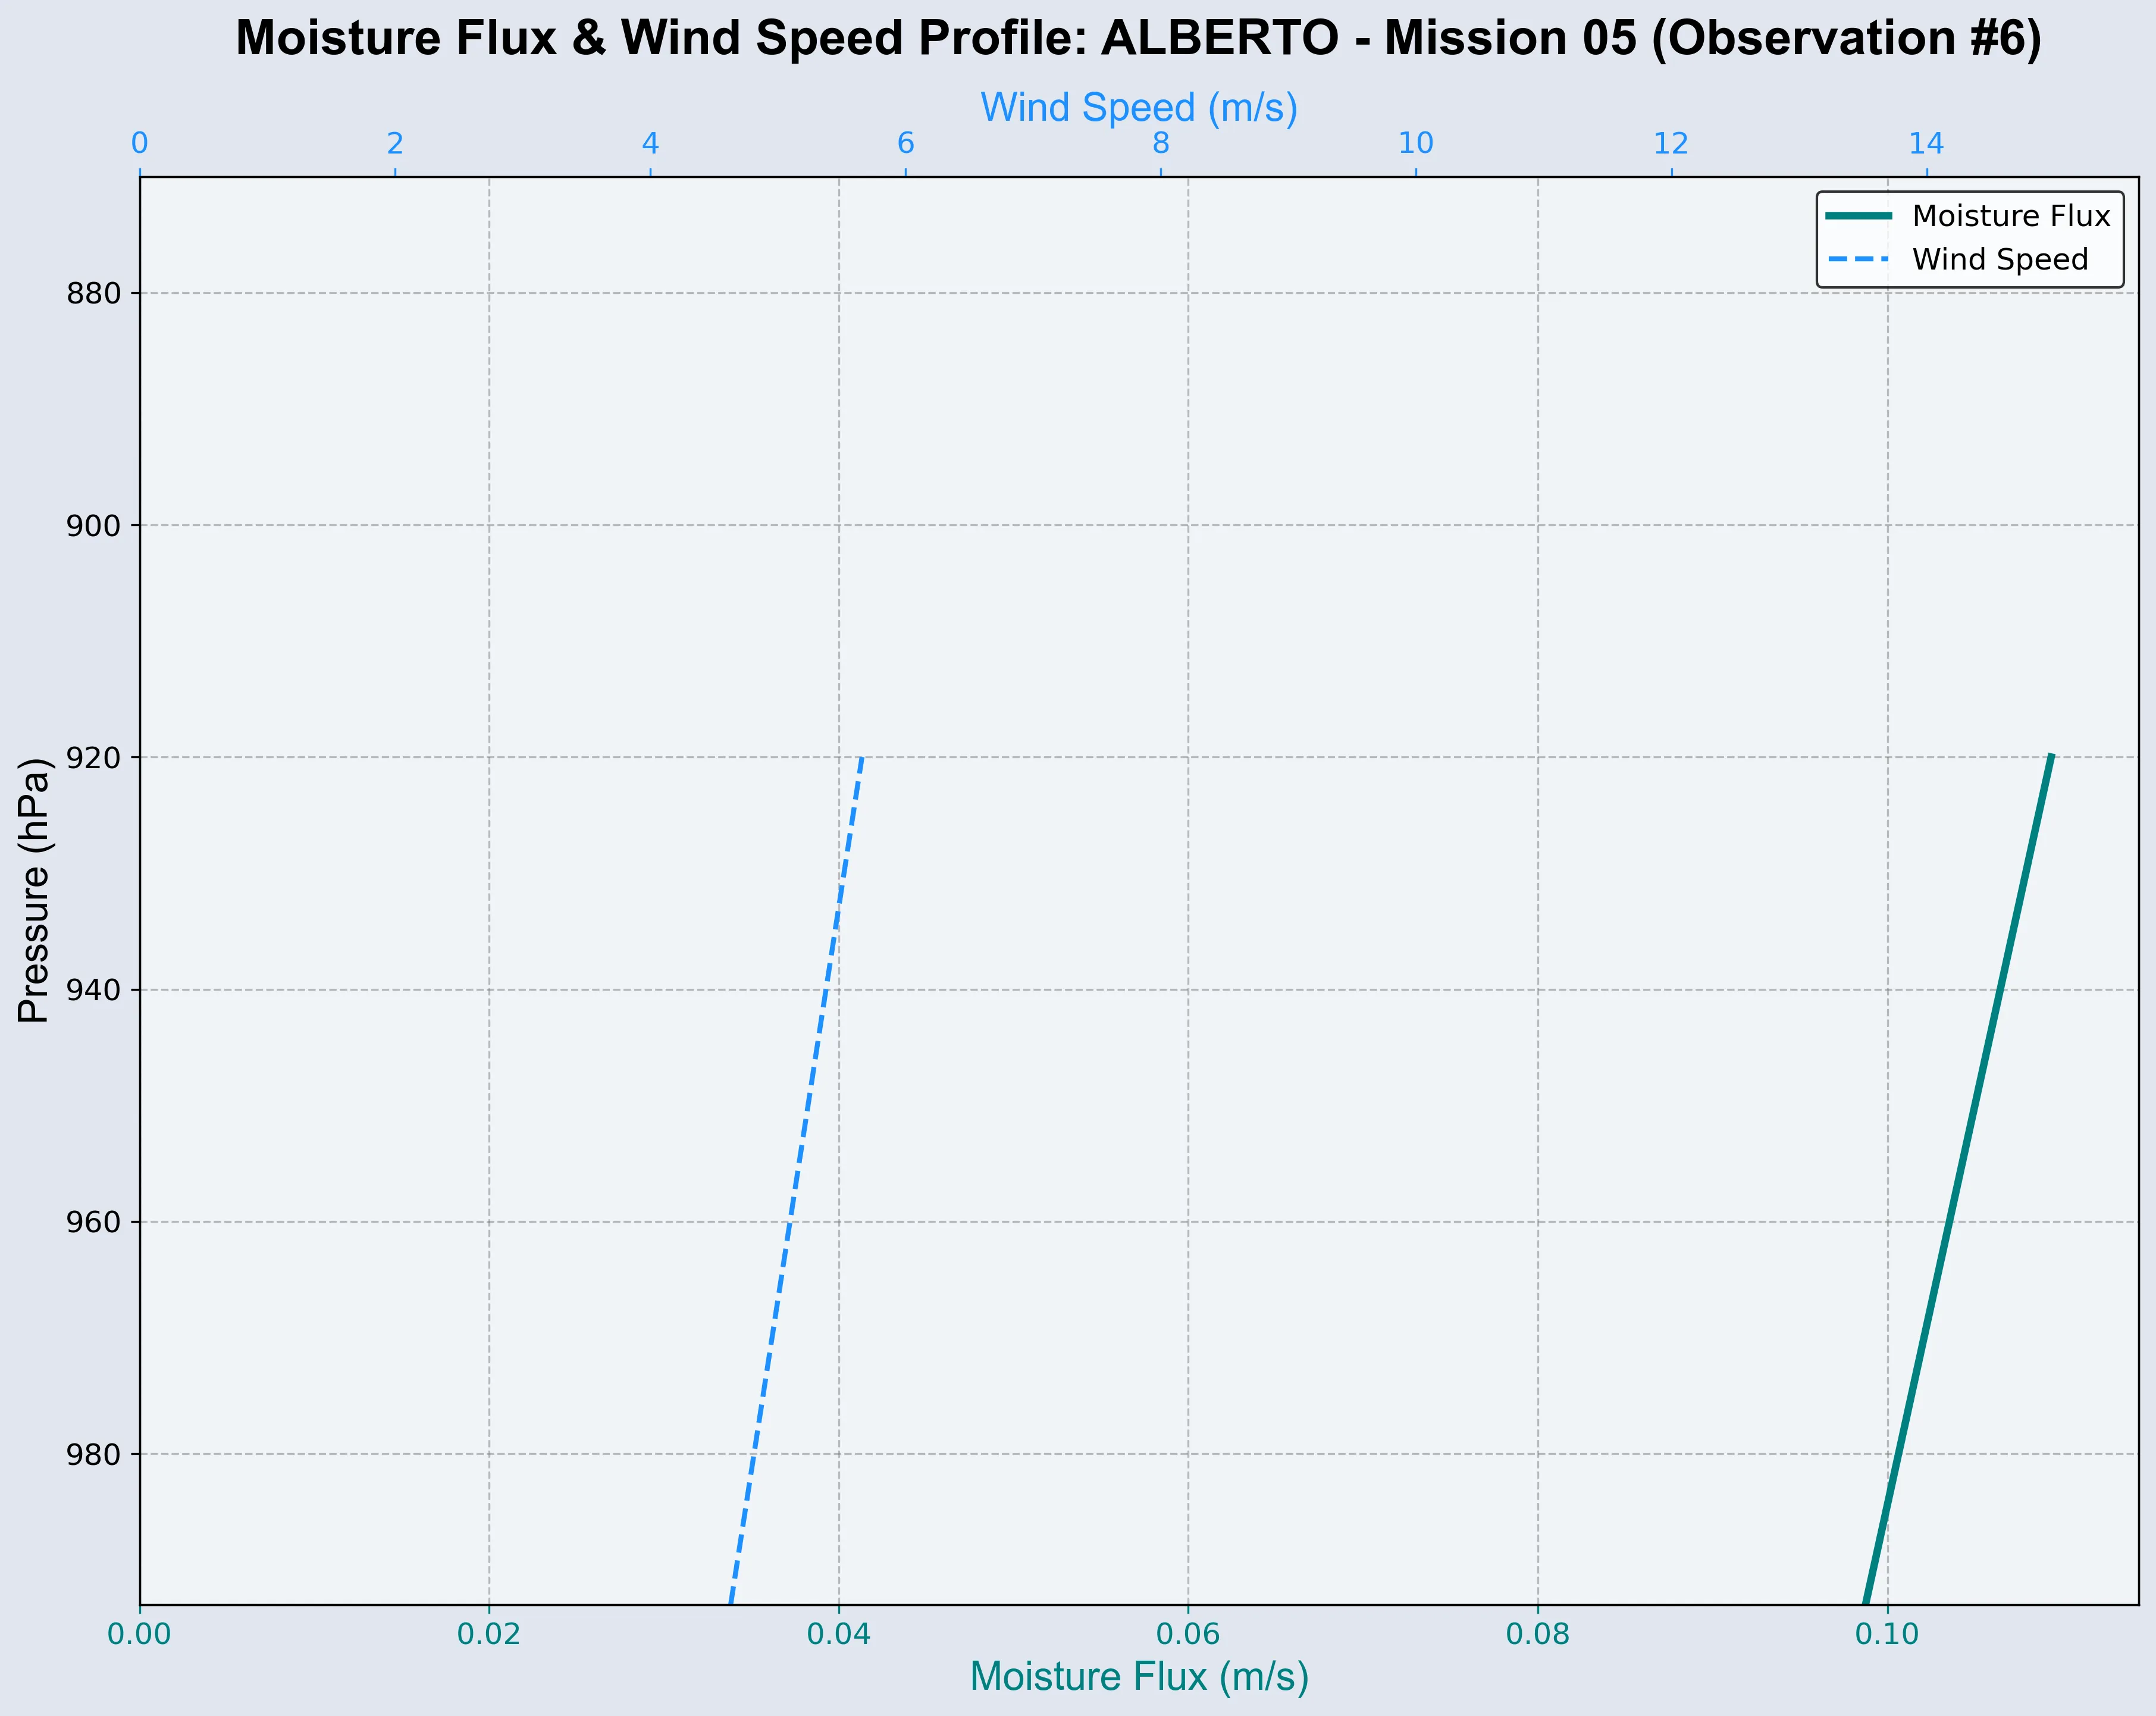 Moisture Flux & Wind Speed Profile: ALBERTO - Mission 05 (Observation #6)
Wind Speed (m/s)
0 2 4 6 8 10 12 14
Moisture Flux
Wind Speed
880
900
920
940
960
980
Pressure (hPa)
0.00 0.02 0.04 0.06 0.08 0.10
Moisture Flux (m/s)